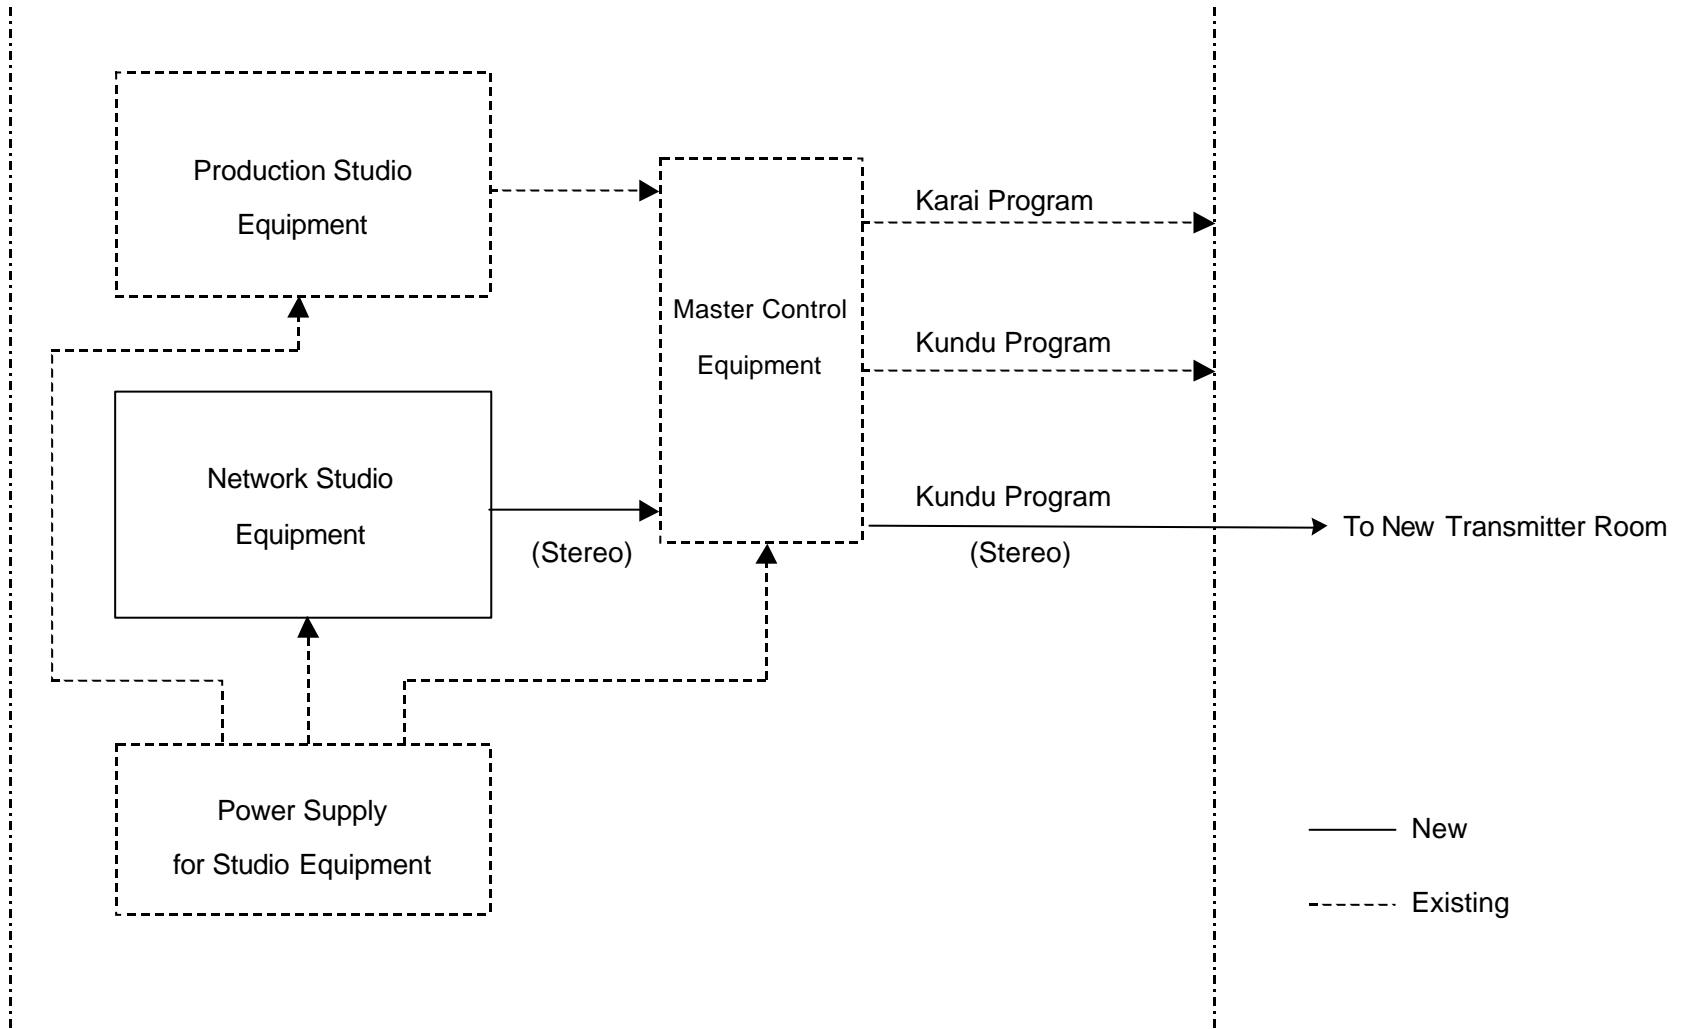 Production Studio
Equipment
Karai Program
Master Control
Equipment
Kundu Program
Network Studio
Equipment
(Stereo)
Kundu Program
(Stereo)
To New Transmitter Room
Power Supply
for Studio Equipment
New
Existing